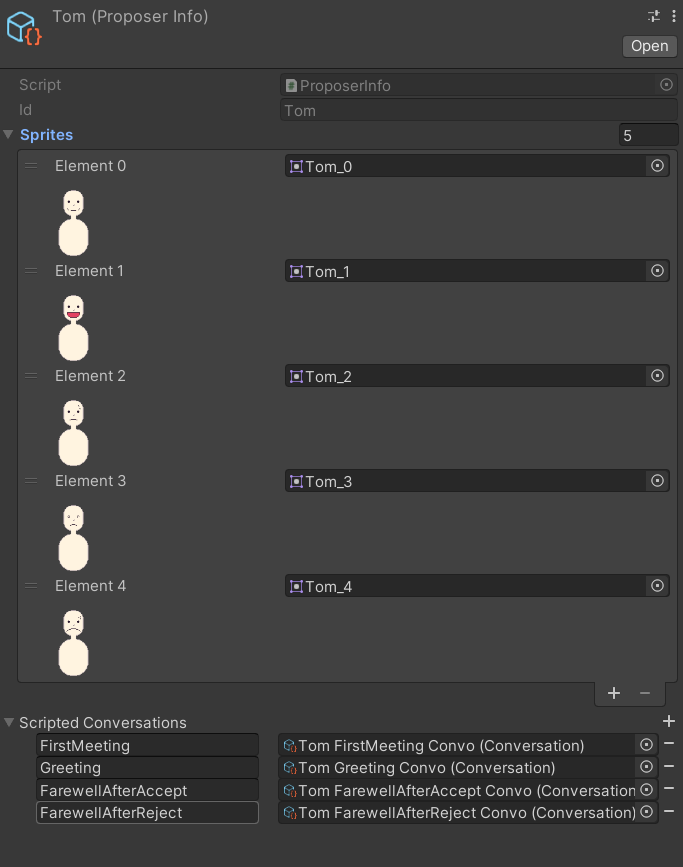 Tom (Proposer Info)
Open
Script
ProposerInfo
Id
Tom
Sprites
5
Element 0
Tom_0
Element 1
Tom_1
Element 2
Tom_2
Element 3
Tom_3
Element 4
Tom_4
Scripted Conversations
FirstMeeting
Tom FirstMeeting Convo (Conversation)
Greeting
Tom Greeting Convo (Conversation)
FarewellAfterAccept
Tom FarewellAfterAccept Convo (Conversation
FarewellAfterReject
Tom FarewellAfterReject Convo (Conversation)